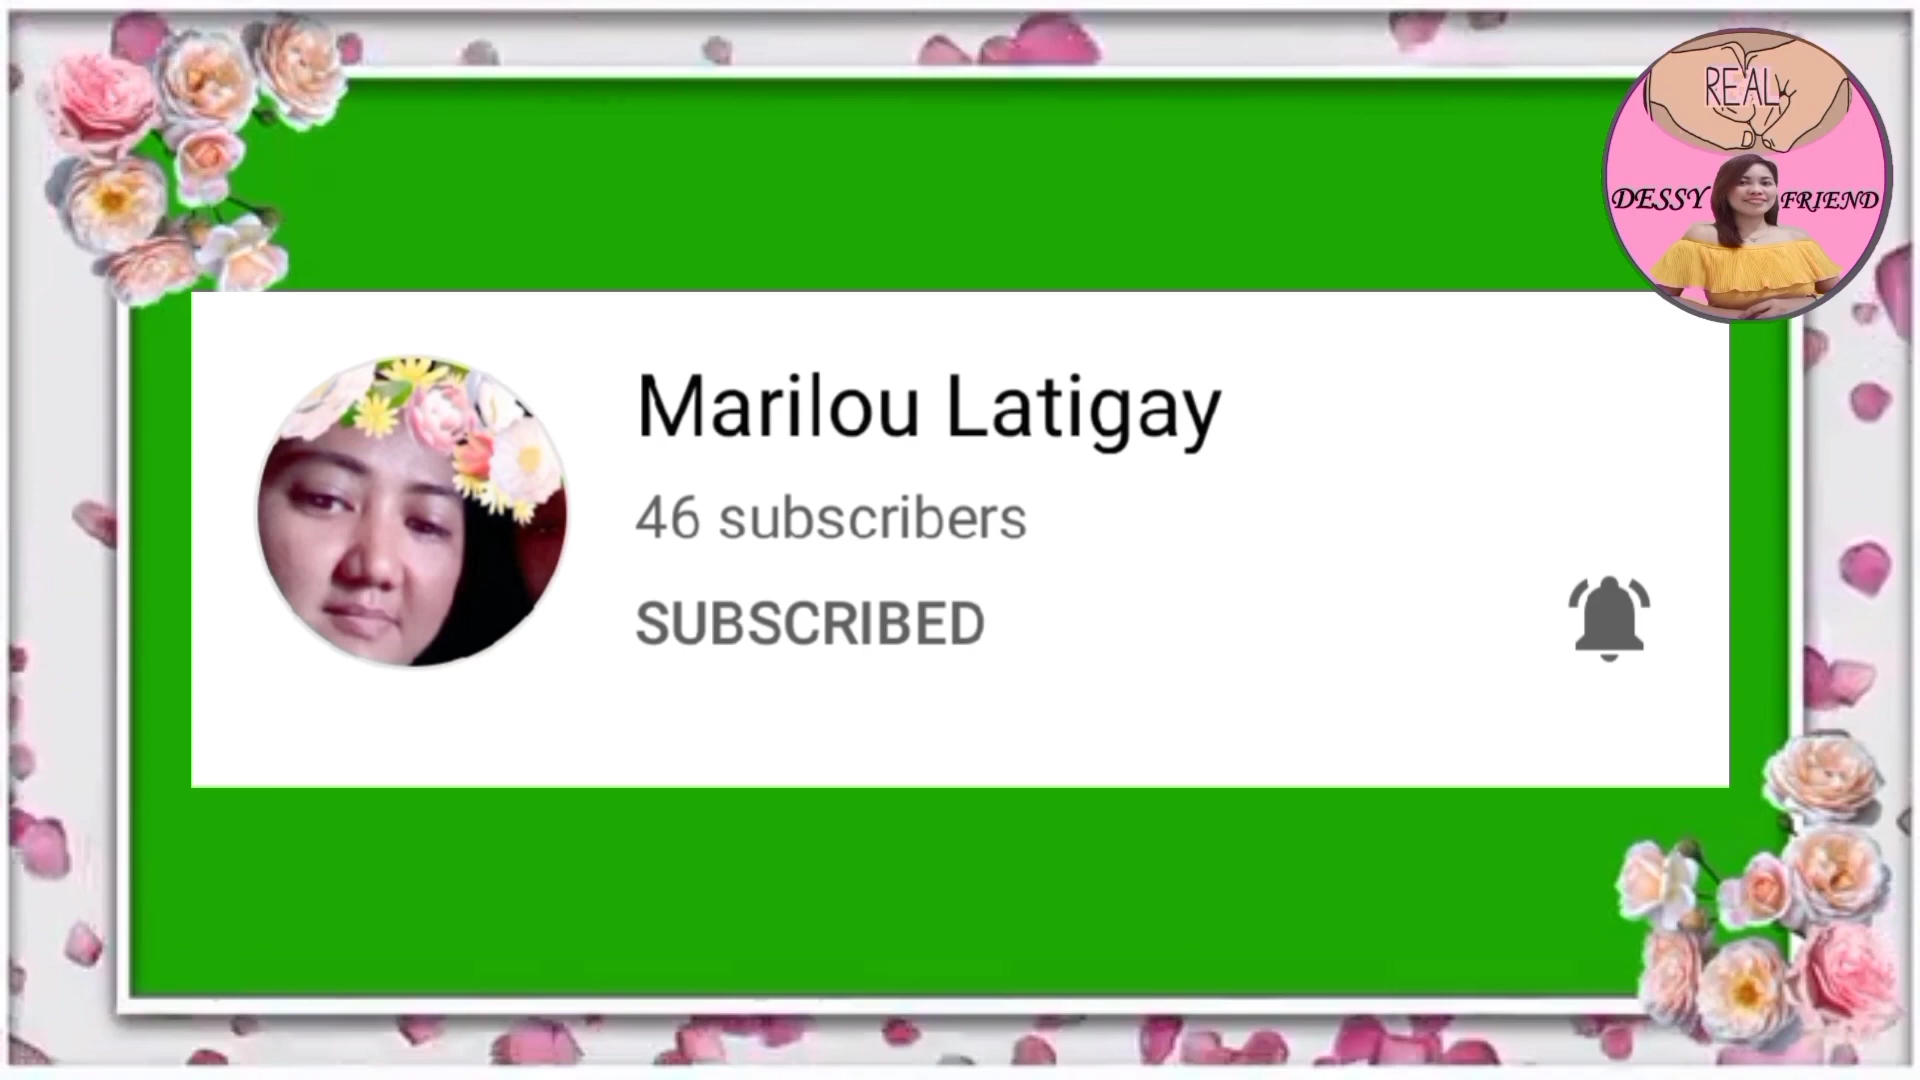 REAL
DESSY FRIEND
Marilou Latigay
46 subscribers
SUBSCRIBED